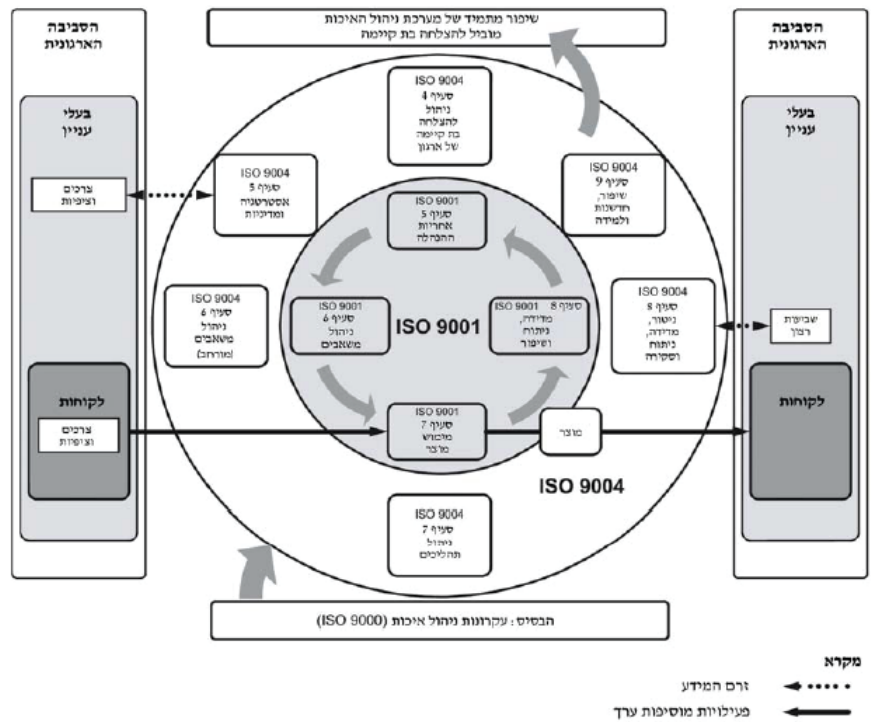 שיפור מתמיד של מערכת ניהול האיכות
מוביל להצלחה בת קיימה
הסביבה
הארגונית
בעלי
עניין
צרכים
וציפיות
לקוחות
צרכים
וציפיות
הסביבה
הארגונית
בעלי
עניין
שביעות
רצון
לקוחות
ISO 9004
סעיף 4
ניהול
להצלחה
בת קיימה
של ארגון
ISO 9004
סעיף 5
אסטרטגיה
ומדיניות
ISO 9004
סעיף 9
שיפור,
חדשנות
ולמידה
ISO 9001
סעיף 5
אחריות
ההנהלה
ISO 9004
סעיף 6
ניהול
משאבים
(מורחב)
ISO 9001
סעיף 6
ניהול
משאבים
ISO 9001
ISO 9001 סעיף 8
מדידה,
ניתוח
ושיפור
ISO 9004
סעיף 8
ניטור,
מדידה,
ניתוח
וסקירה
ISO 9001
סעיף 7
מימוש
מוצר
מוצר
ISO 9004
ISO 9004
סעיף 7
ניהול
תהליכים
הבסיס: עקרונות ניהול איכות (ISO 9000)
מקרא
זרם המידע
פעילויות מוסיפות ערך